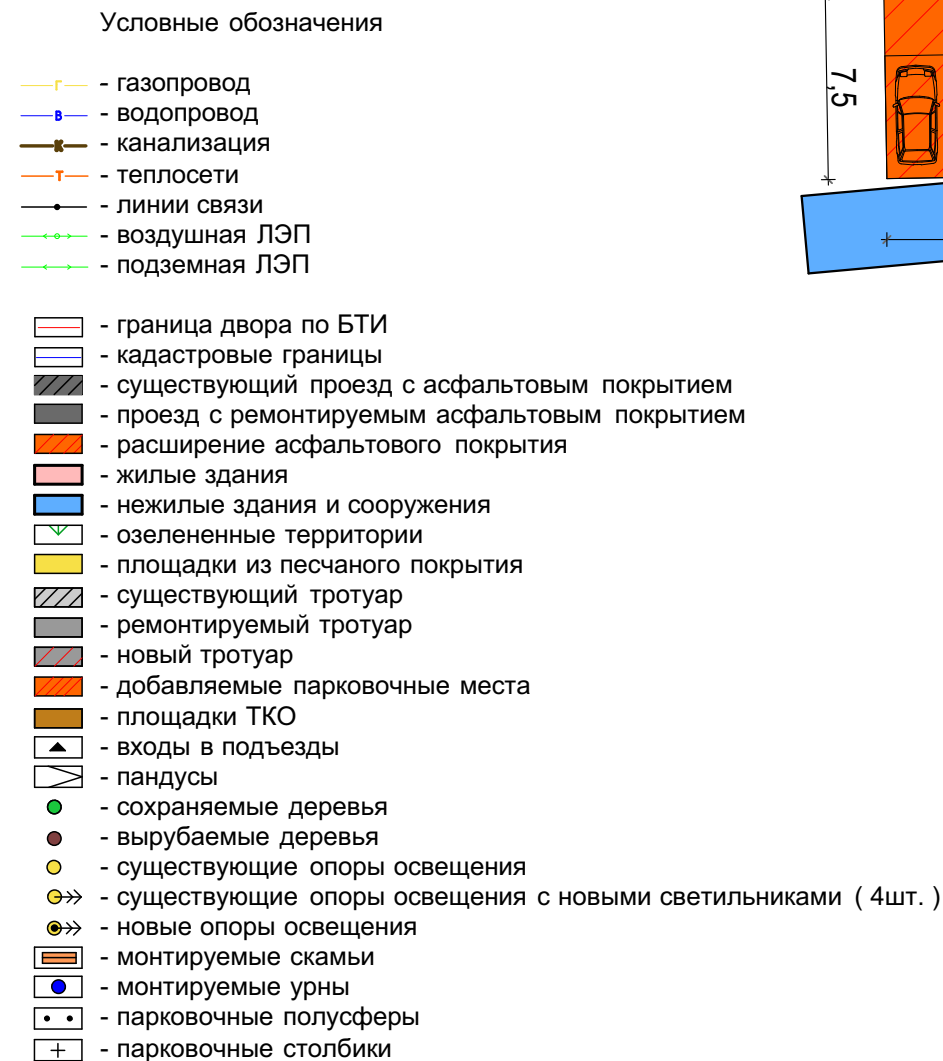 Условные обозначения
Г - газопровод
В - водопровод
К - канализация
Т - теплосети
- линии связи
- воздушная ЛЭП
- подземная ЛЭП
- граница двора по БТИ
- кадастровые границы
- существующий проезд с асфальтовым покрытием
- проезд с ремонтируемым асфальтовым покрытием
- расширение асфальтового покрытия
- жилые здания
- нежилые здания и сооружения
- озелененные территории
- площадки из песчаного покрытия
- существующий тротуар
- ремонтируемый тротуар
- новый тротуар
- добавляемые парковочные места
- площадки ТКО
- входы в подъезды
- пандусы
- сохраняемые деревья
- вырубаемые деревья
- существующие опоры освещения
- существующие опоры освещения с новыми светильниками ( 4шт. )
- новые опоры освещения
- монтируемые скамьи
- монтируемые урны
- парковочные полусферы
- парковочные столбики
7,5